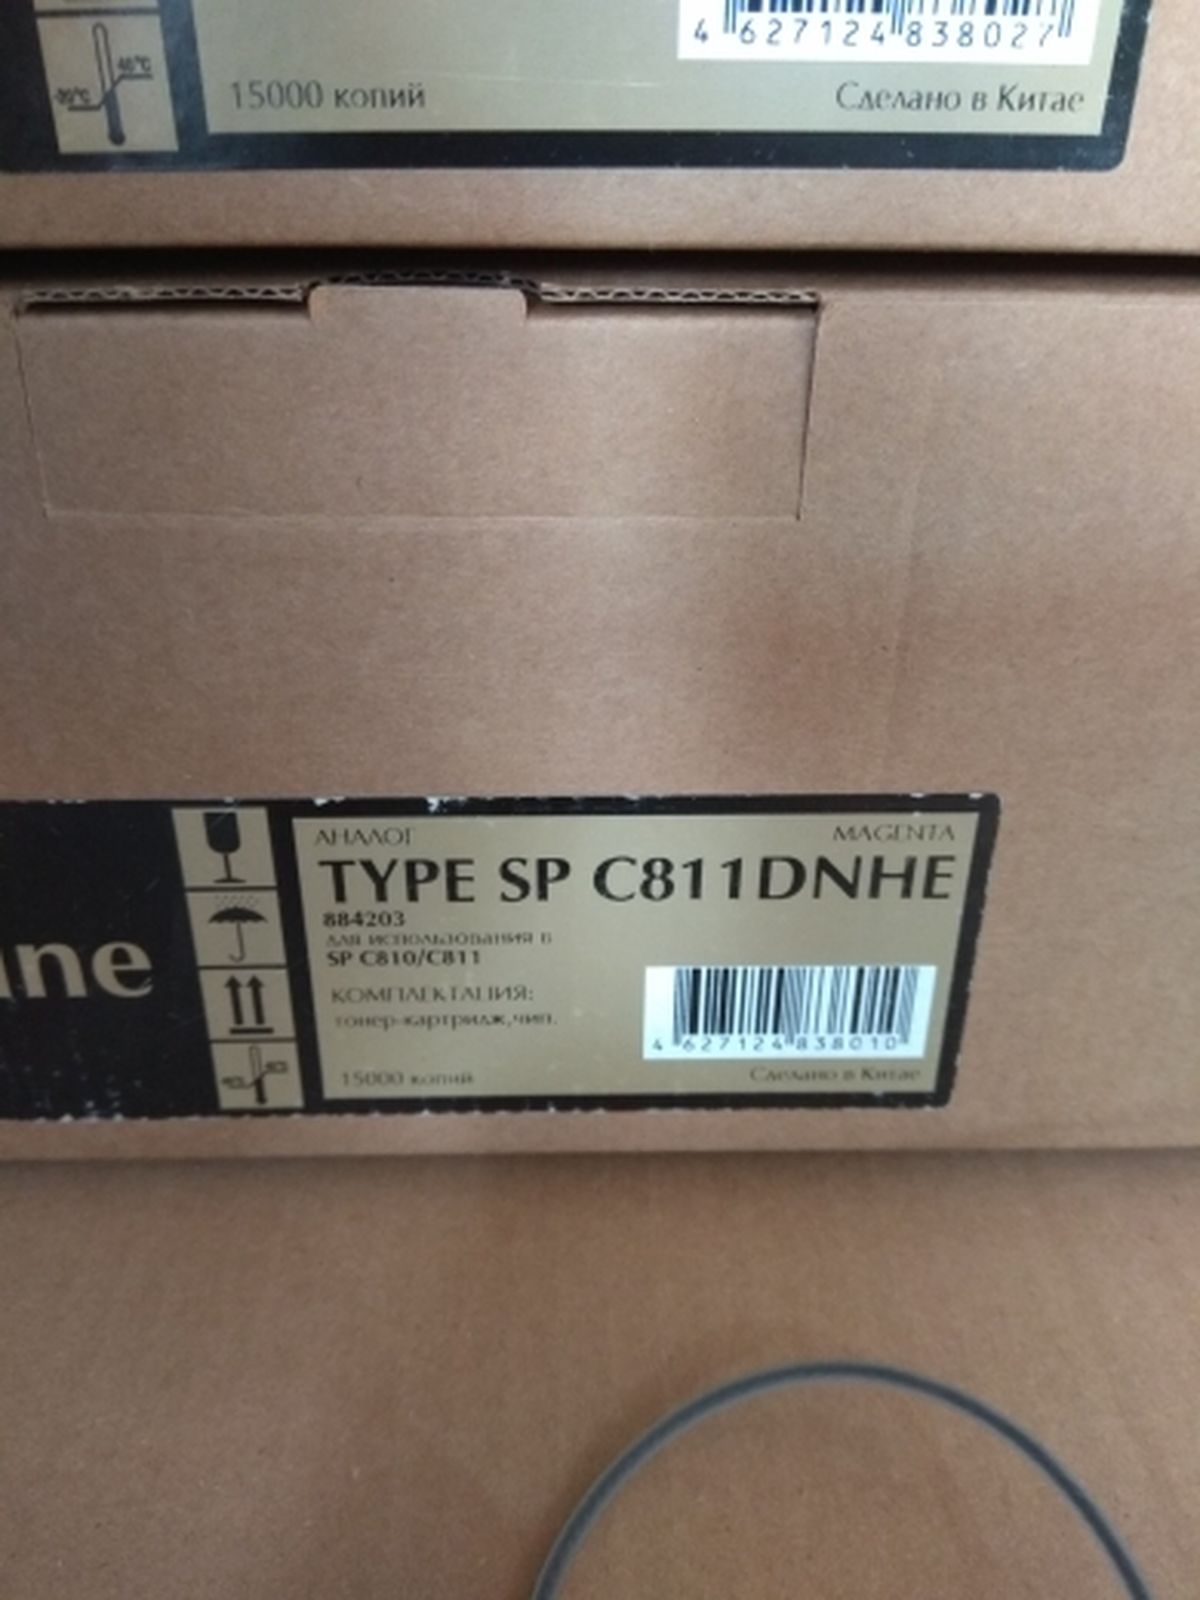 40°C
4 627124 838027
15000 копий
Сделано в Китае
АНАЛОГ
MAGENTA
TYPE SP C811DNHE
884203
для использования в
SP C810/C811
КОМПЛЕКТАЦИЯ:
тонер-картридж,чип.
4 627124 838010
15000 копий
Сделано в Китае